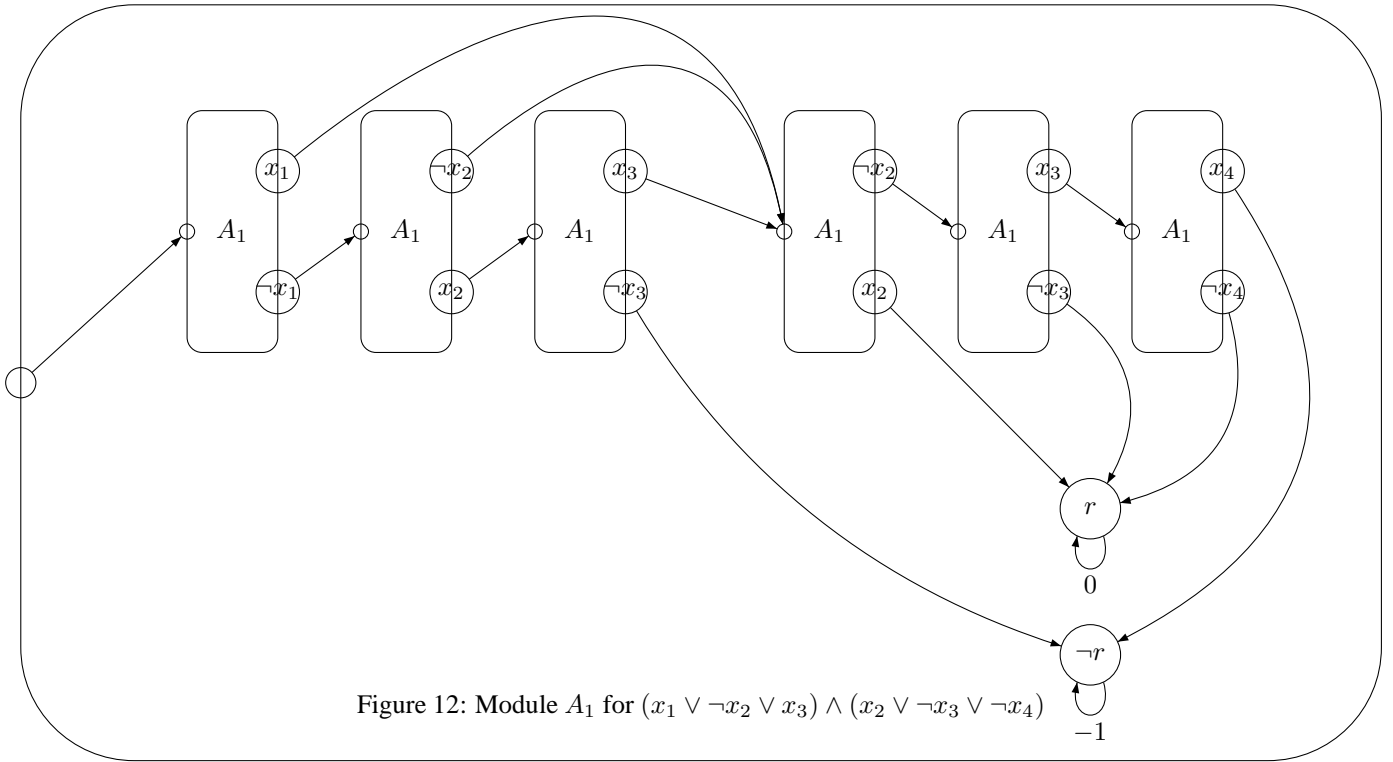 x₁ ¬x₂ x₃ ¬x₂ x₃ x₄
A₁ A₁ A₁ A₁ A₁ A₁
¬x₁ x₂ ¬x₃ x₂ ¬x₃ ¬x₄
r
0
¬r
Figure 12: Module A₁ for (x₁ ∨ ¬x₂ ∨ x₃) ∧ (x₂ ∨ ¬x₃ ∨ ¬x₄)
−1